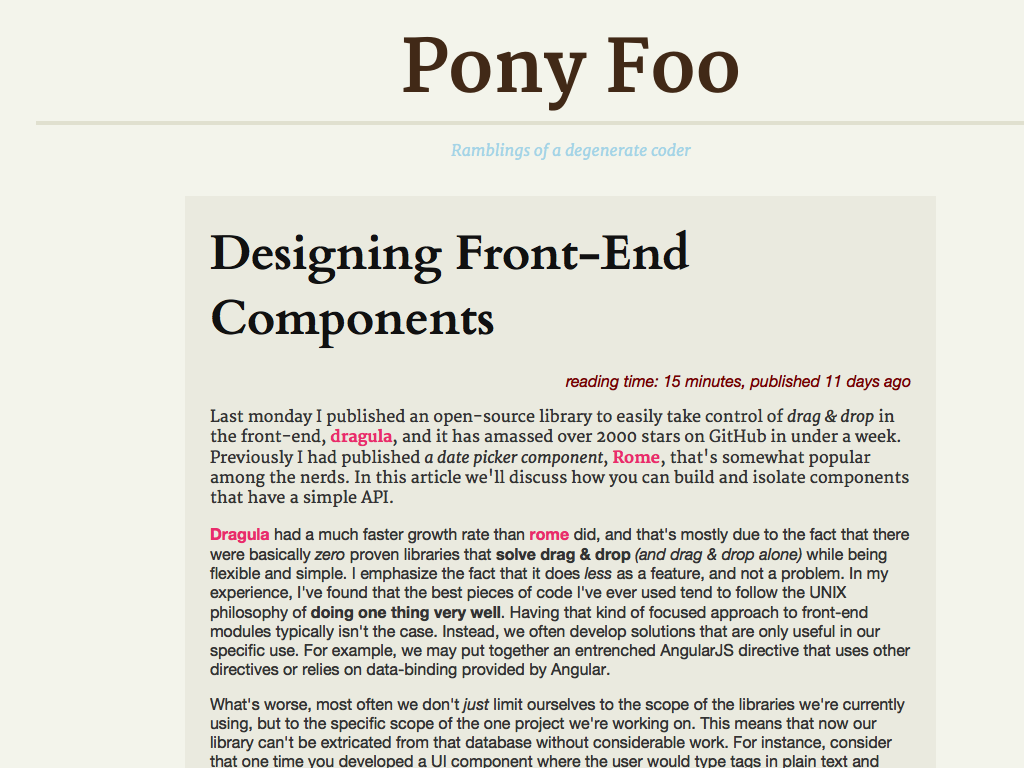 Pony Foo
Ramblings of a degenerate coder
Designing Front-End
Components
reading time: 15 minutes, published 11 days ago
Last monday I published an open-source library to easily take control of drag & drop in
the front-end, dragula, and it has amassed over 2000 stars on GitHub in under a week.
Previously I had published a date picker component, Rome, that's somewhat popular
among the nerds. In this article we'll discuss how you can build and isolate components
that have a simple API.
Dragula had a much faster growth rate than rome did, and that's mostly due to the fact that there
were basically zero proven libraries that solve drag & drop (and drag & drop alone) while being
flexible and simple. I emphasize the fact that it does less as a feature, and not a problem. In my
experience, I've found that the best pieces of code I've ever used tend to follow the UNIX
philosophy of doing one thing very well. Having that kind of focused approach to front-end
modules typically isn't the case. Instead, we often develop solutions that are only useful in our
specific use. For example, we may put together an entrenched AngularJS directive that uses other
directives or relies on data-binding provided by Angular.
What's worse, most often we don't just limit ourselves to the scope of the libraries we're currently
using, but to the specific scope of the one project we're working on. This means that now our
library can't be extricated from that database without considerable work. For instance, consider
that one time you developed a UI component where the user would type tags in plain text and